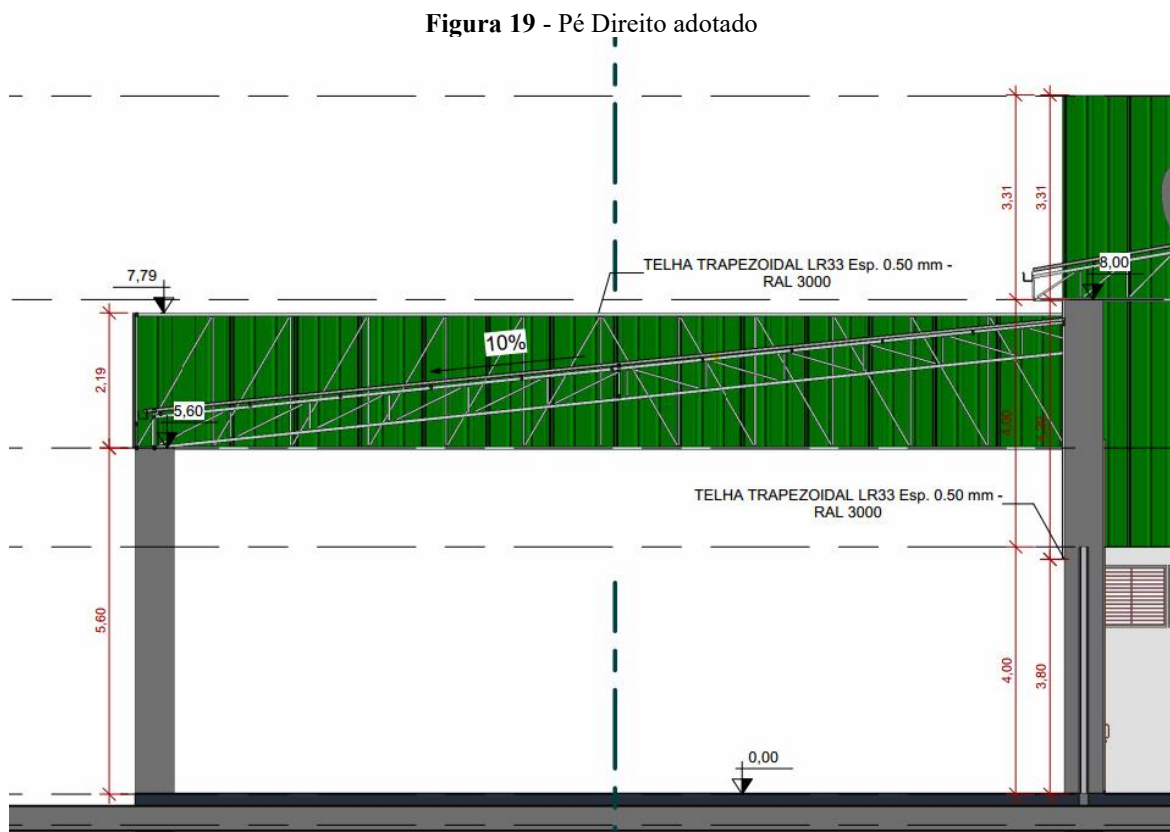 Figura 19 - Pé Direito adotado
3,31
3,31
7,79
TELHA TRAPEZOIDAL LR33 Esp. 0.50 mm -
RAL 3000
8,00
10%
2,19
5,60
4,00
TELHA TRAPEZOIDAL LR33 Esp. 0.50 mm -
RAL 3000
5,60
4,00
3,80
0,00